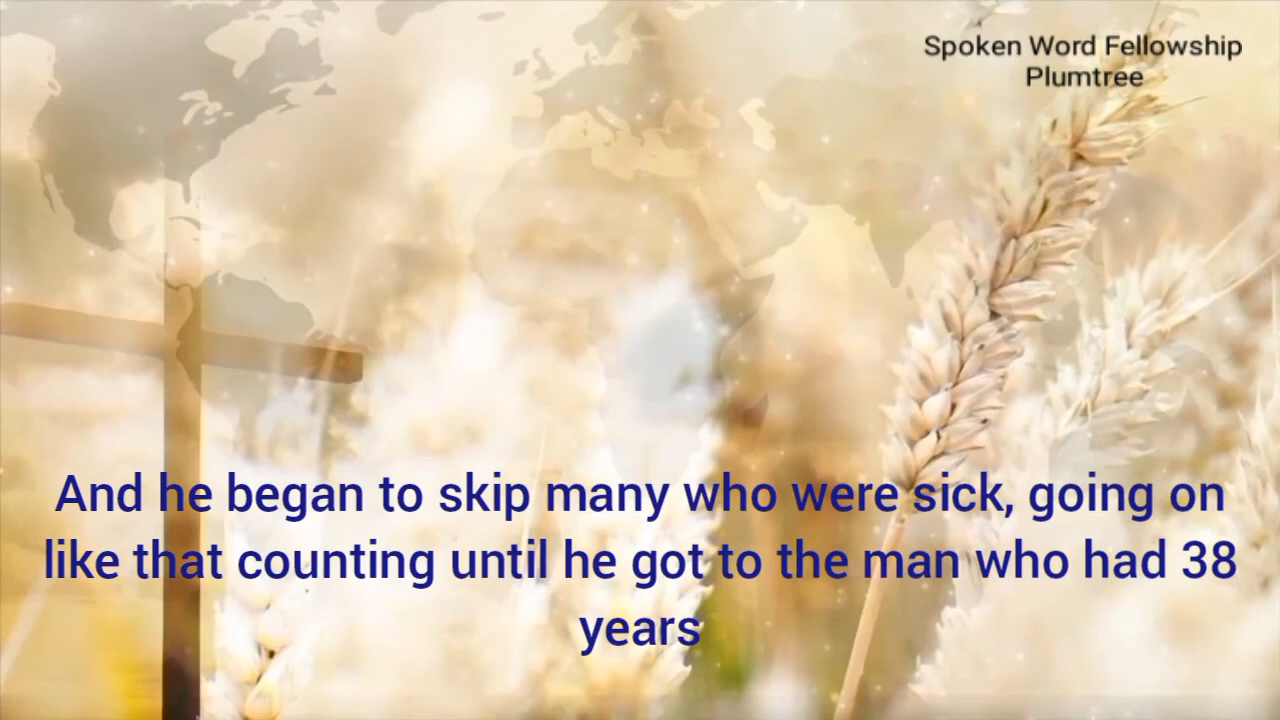 Spoken Word Fellowship
Plumtree
And he began to skip many who were sick, going on
like that counting until he got to the man who had 38
years